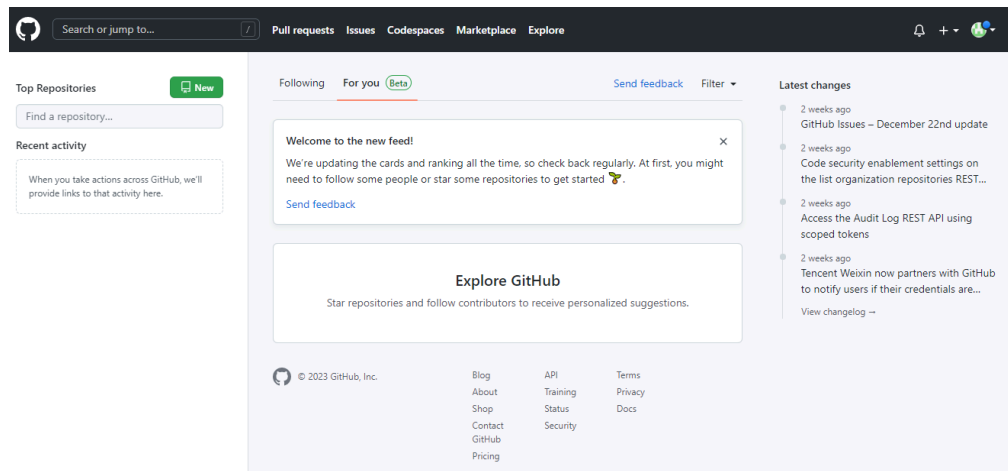 Search or jump to...
/
Pull requests Issues Codespaces Marketplace Explore
Top Repositories
New
Find a repository...
Recent activity
When you take actions across GitHub, we'll
provide links to that activity here.
Following For you Beta
Send feedback Filter
Welcome to the new feed!
We're updating the cards and ranking all the time, so check back regularly. At first, you might
need to follow some people or star some repositories to get started
Send feedback
Explore GitHub
Star repositories and follow contributors to receive personalized suggestions.
Latest changes
2 weeks ago
GitHub Issues – December 22nd update
2 weeks ago
Code security enablement settings on
the list organization repositories REST...
2 weeks ago
Access the Audit Log REST API using
scoped tokens
2 weeks ago
Tencent Weixin now partners with GitHub
to notify users if their credentials are...
View changelog →
© 2023 GitHub, Inc.
Blog
About
Shop
Contact
GitHub
Pricing
API
Training
Status
Security
Terms
Privacy
Docs